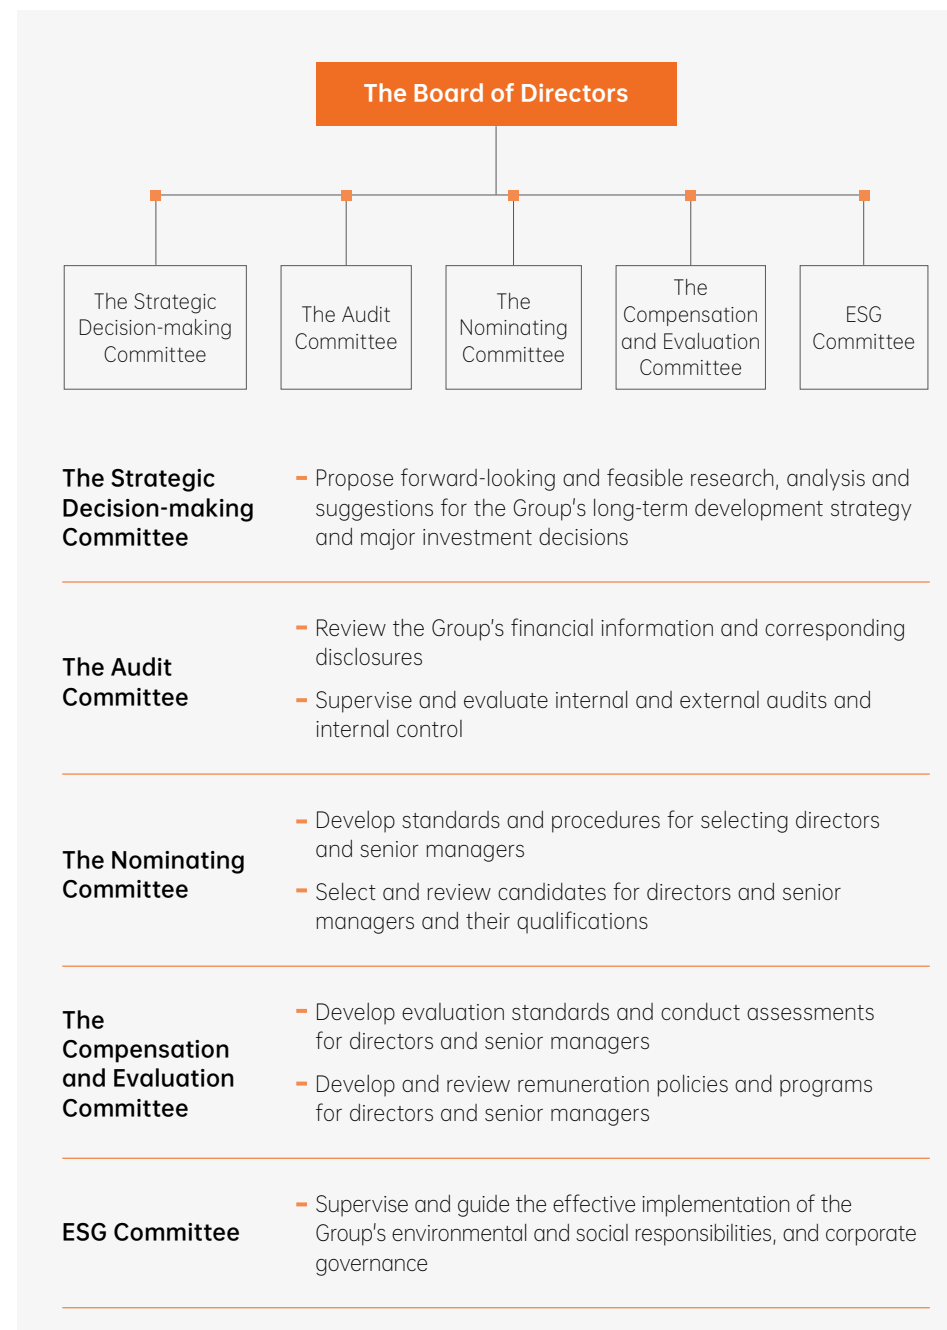 The Board of Directors
The Strategic
Decision-making
Committee
The Audit
Committee
The
Nominating
Committee
The
Compensation
and Evaluation
Committee
ESG
Committee
The Strategic
Decision-making
Committee
- Propose forward-looking and feasible research, analysis and
suggestions for the Group's long-term development strategy
and major investment decisions
The Audit
Committee
- Review the Group's financial information and corresponding
disclosures
- Supervise and evaluate internal and external audits and
internal control
The Nominating
Committee
- Develop standards and procedures for selecting directors
and senior managers
- Select and review candidates for directors and senior
managers and their qualifications
The
Compensation
and Evaluation
Committee
- Develop evaluation standards and conduct assessments
for directors and senior managers
- Develop and review remuneration policies and programs
for directors and senior managers
ESG Committee
- Supervise and guide the effective implementation of the
Group's environmental and social responsibilities, and corporate
governance